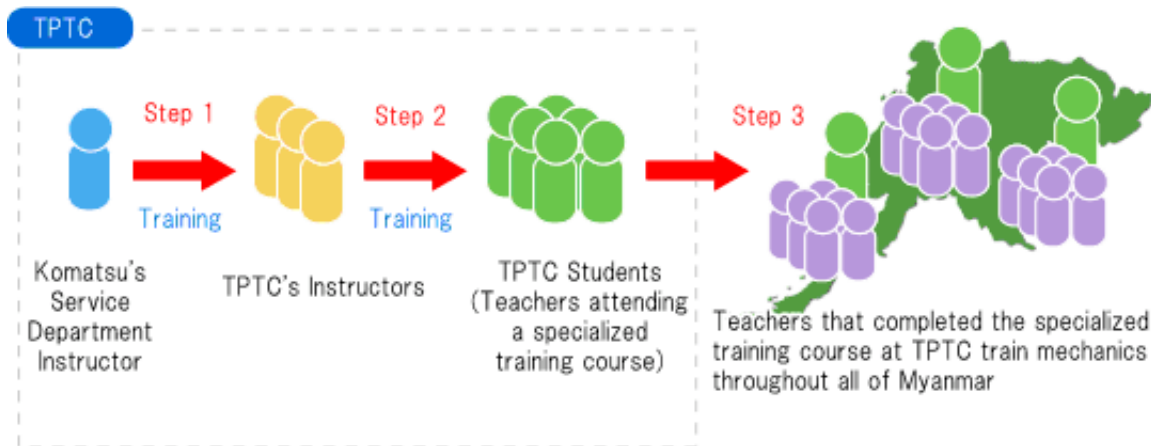 TPTC
Step 1
Step 2
Step 3
Training
Training
Komatsu's
Service
Department
Instructor
TPTC's Instructors
TPTC Students
(Teachers attending
a specialized
training course)
Teachers that completed the specialized
training course at TPTC train mechanics
throughout all of Myanmar